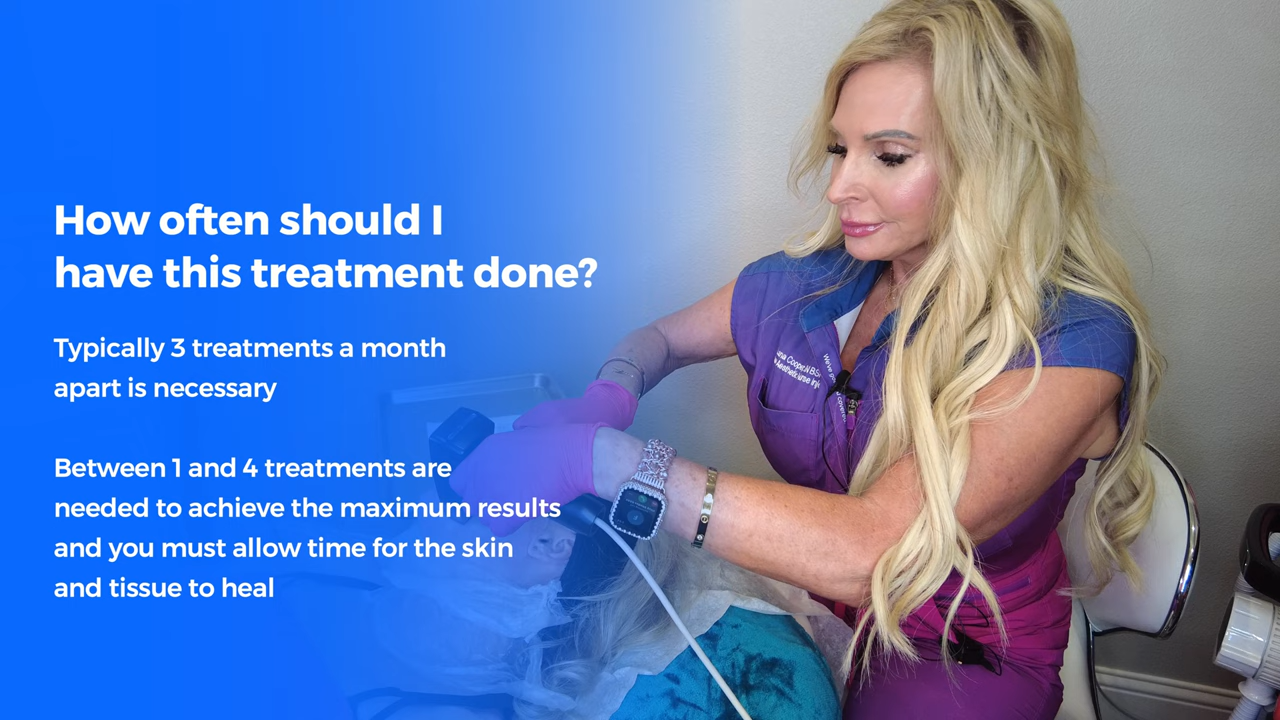 How often should I
have this treatment done?
Typically 3 treatments a month
apart is necessary
Between 1 and 4 treatments are
needed to achieve the maximum results
and you must allow time for the skin
and tissue to heal
We've